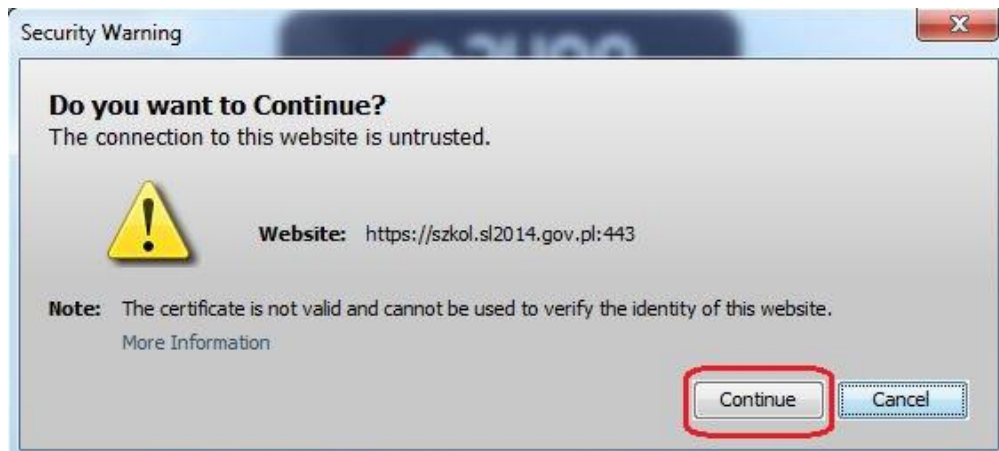 Security Warning
Do you want to Continue?
The connection to this website is untrusted.
Website: https://szkol.sl2014.gov.pl:443
Note: The certificate is not valid and cannot be used to verify the identity of this website.
More Information
Continue Cancel